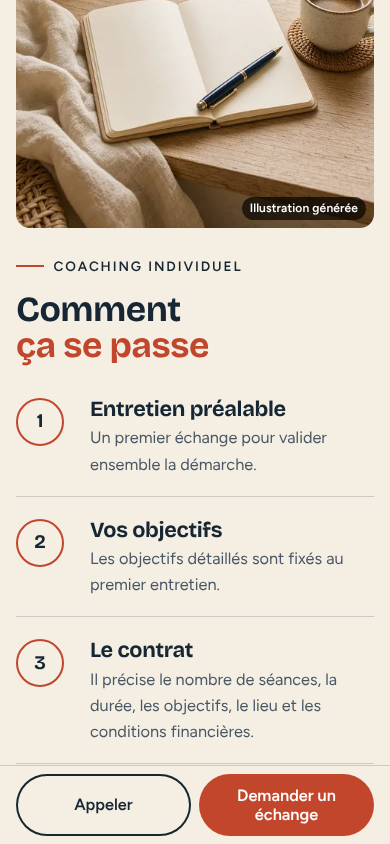 Illustration générée
COACHING INDIVIDUEL
Comment
ça se passe
1
Entretien préalable
Un premier échange pour valider
ensemble la démarche.
2
Vos objectifs
Les objectifs détaillés sont fixés au
premier entretien.
3
Le contrat
Il précise le nombre de séances, la
durée, les objectifs, le lieu et les
conditions financières.
Appeler
Demander un
échange